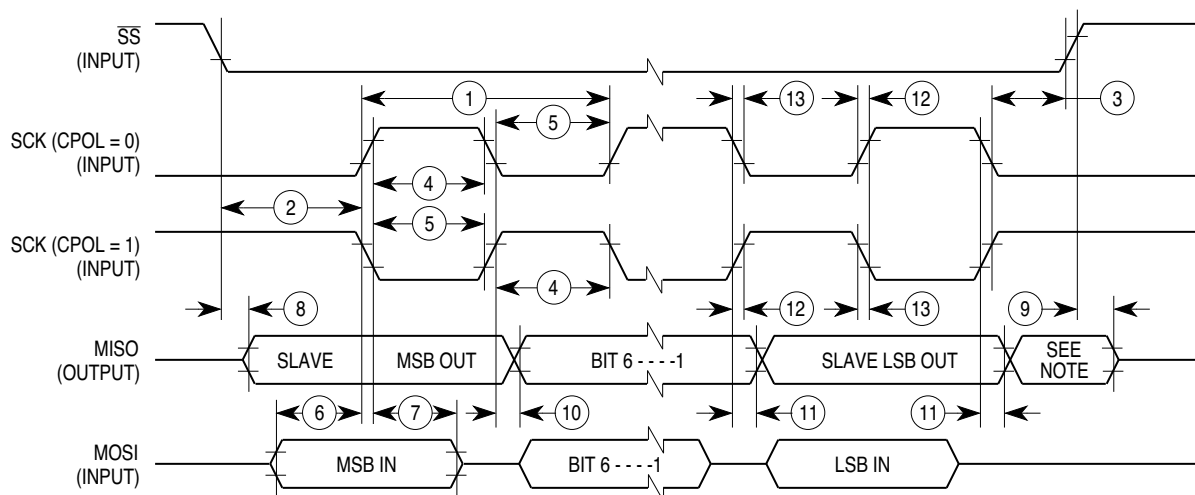 SS
(INPUT)
1
13
12
3
5
SCK (CPOL = 0)
(INPUT)
4
2
5
SCK (CPOL = 1)
(INPUT)
4
8
12
13
9
MISO
(OUTPUT)
SLAVE
MSB OUT
BIT 6 - - - - 1
SLAVE LSB OUT
SEE
NOTE
6
7
10
11
11
MOSI
(INPUT)
MSB IN
BIT 6 - - - - 1
LSB IN